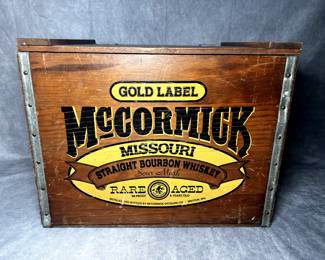 GOLD LABEL
McCORMICK
MISSOURI
STRAIGHT BOURBON WHISKEY
Sour Mash
RARE AGED